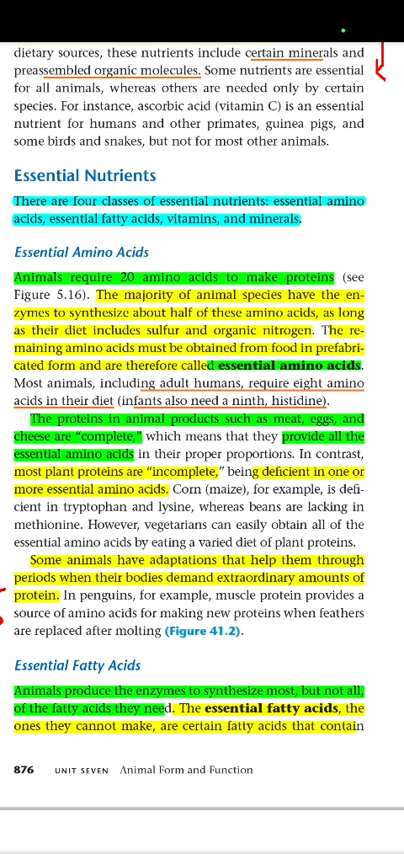 dietary sources, these nutrients include certain minerals and
preassembled organic molecules. Some nutrients are essential
for all animals, whereas others are needed only by certain
species. For instance, ascorbic acid (vitamin C) is an essential
nutrient for humans and other primates, guinea pigs, and
some birds and snakes, but not for most other animals.
Essential Nutrients
There are four classes of essential nutrients: essential amino
acids, essential fatty acids, vitamins, and minerals.
Essential Amino Acids
Animals require 20 amino acids to make proteins (see
Figure 5.16). The majority of animal species have the en-
zymes to synthesize about half of these amino acids, as long
as their diet includes sulfur and organic nitrogen. The re-
maining amino acids must be obtained from food in prefabri-
cated form and are therefore called essential amino acids.
Most animals, including adult humans, require eight amino
acids in their diet (infants also need a ninth, histidine).
The proteins in animal products such as meat, eggs, and
cheese are “complete,” which means that they provide all the
essential amino acids in their proper proportions. In contrast,
most plant proteins are “incomplete,” being deficient in one or
more essential amino acids. Corn (maize), for example, is defi-
cient in tryptophan and lysine, whereas beans are lacking in
methionine. However, vegetarians can easily obtain all of the
essential amino acids by eating a varied diet of plant proteins.
Some animals have adaptations that help them through
periods when their bodies demand extraordinary amounts of
protein. In penguins, for example, muscle protein provides a
source of amino acids for making new proteins when feathers
are replaced after molting (Figure 41.2).
Essential Fatty Acids
Animals produce the enzymes to synthesize most, but not all,
of the fatty acids they need. The essential fatty acids, the
ones they cannot make, are certain fatty acids that contain
876 UNIT SEVEN Animal Form and Function